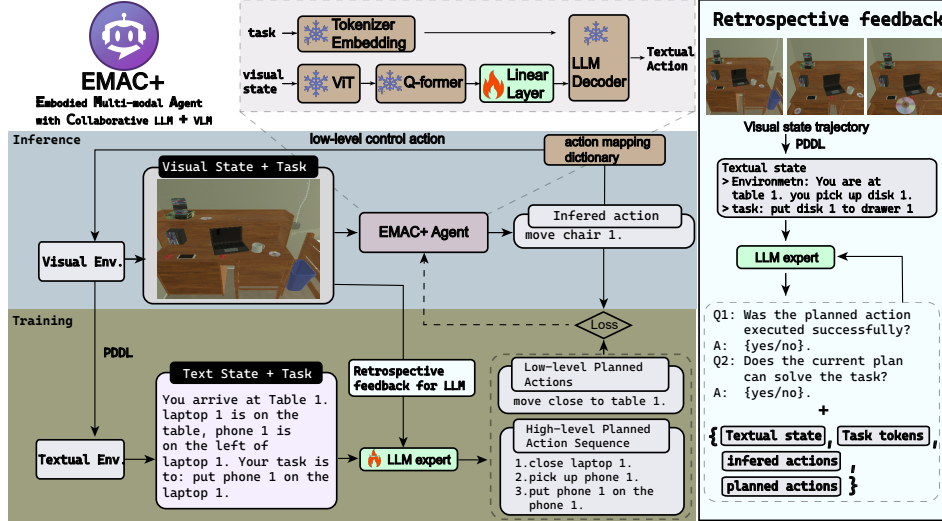 EMAC+
Embodied Multi-modal Agent
with Collaborative LLM + VLM
task
Tokenizer
Embedding
visual
state
ViT
Q-former
Linear
Layer
LLM
Decoder
Textual
Action
Inference
low-level control action
action mapping
dictionary
Visual State + Task
EMAC+ Agent
Infered action
move chair 1.
Visual Env.
Loss
Training
PDDL
Text State + Task
You arrive at Table 1.
laptop 1 is on the
table, phone 1 is
on the left of
laptop 1. Your task is
to: put phone 1 on the
laptop 1.
Textual Env.
Retrospective
feedback for LLM
LLM expert
Low-level Planned
Actions
move close to table 1.
High-level Planned
Action Sequence
1.close laptop 1.
2.pick up phone 1.
3.put phone 1 on the
phone 1.
Retrospective feedback
Visual state trajectory
PDDL
Textual state
> Environmetn: You are at
table 1. you pick up disk 1.
> task: put disk 1 to drawer 1
LLM expert
Q1: Was the planned action
executed successfully?
A: {yes/no}.
Q2: Does the current plan
can solve the task?
A: {yes/no}.
+
{ Textual state, Task tokens,
infered actions,
planned actions }